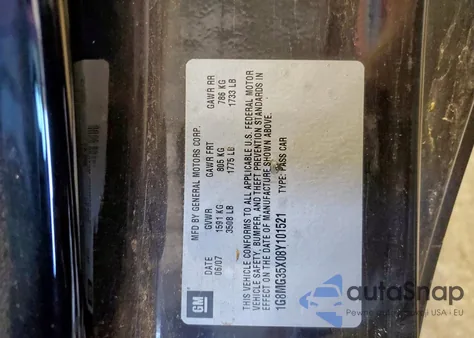 MFD BY GENERAL MOTORS CORP.
DATE GVWR GAWR FRT GAWR RR
06/07 1591 KG 805 KG 786 KG
3508 LB 1775 LB 1733 LB
THIS VEHICLE CONFORMS TO ALL APPLICABLE U.S. FEDERAL MOTOR
VEHICLE SAFETY, BUMPER, AND THEFT PREVENTION STANDARDS IN
EFFECT ON THE DATE OF MANUFACTURE SHOWN ABOVE.
1G8MG35X08Y101521 TYPE: PASS CAR
GM
autoSnap
USA - EU